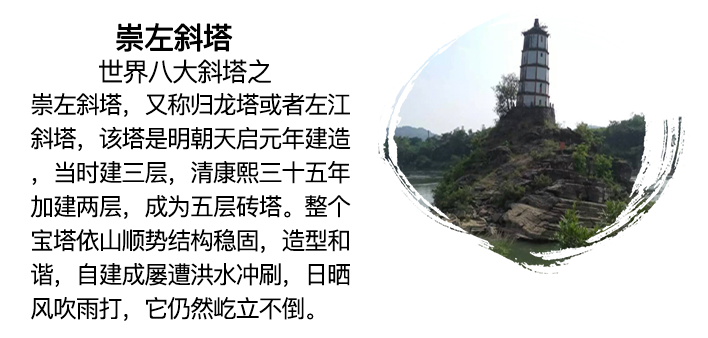 崇左斜塔
世界八大斜塔之
崇左斜塔，又称归龙塔或者左江
斜塔，该塔是明朝天启元年建造
，当时建三层，清康熙三十五年
加建两层，成为五层砖塔。整个
宝塔依山顺势结构稳固，造型和
谐，自建成屡遭洪水冲刷，日晒
风吹雨打，它仍然屹立不倒。